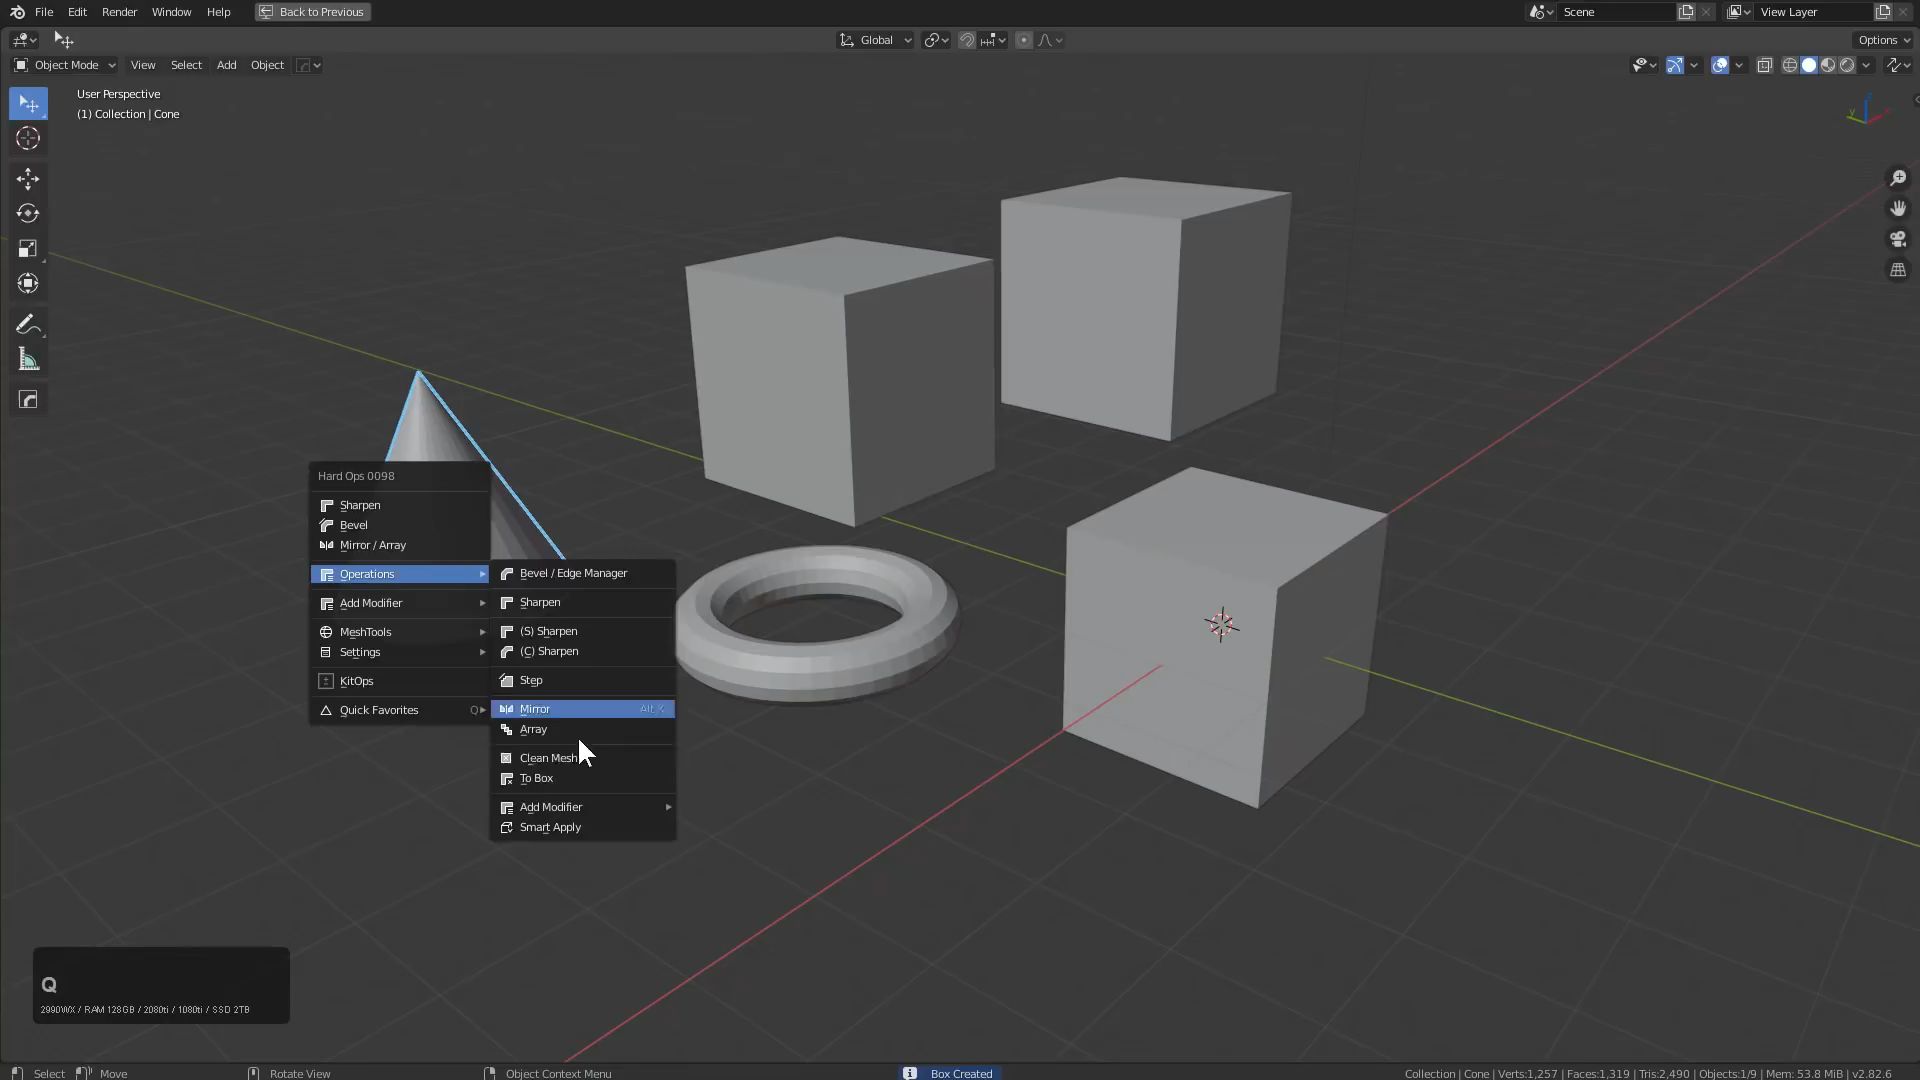 File Edit Render Window Help Back to Previous Scene View Layer
Global Options
Object Mode View Select Add Object
User Perspective
(1) Collection | Cone
Hard Ops 0098
Sharpen
Bevel
Mirror / Array
Operations
Add Modifier
MeshTools
Settings
KitOps
Quick Favorites Q
Bevel / Edge Manager
Sharpen
(S) Sharpen
(C) Sharpen
Step
Mirror Alt X
Array
Clean Mesh
To Box
Add Modifier
Smart Apply
Q
2990WX / RAM 128GB / 2080ti / 1080ti / SSD 2TB
Select Move Rotate View Object Context Menu Box Created Collection | Cone | Verts:1,257 | Faces:1,319 | Tris:2,490 | Objects:1/9 | Mem: 53.8 MiB | v2.82.6